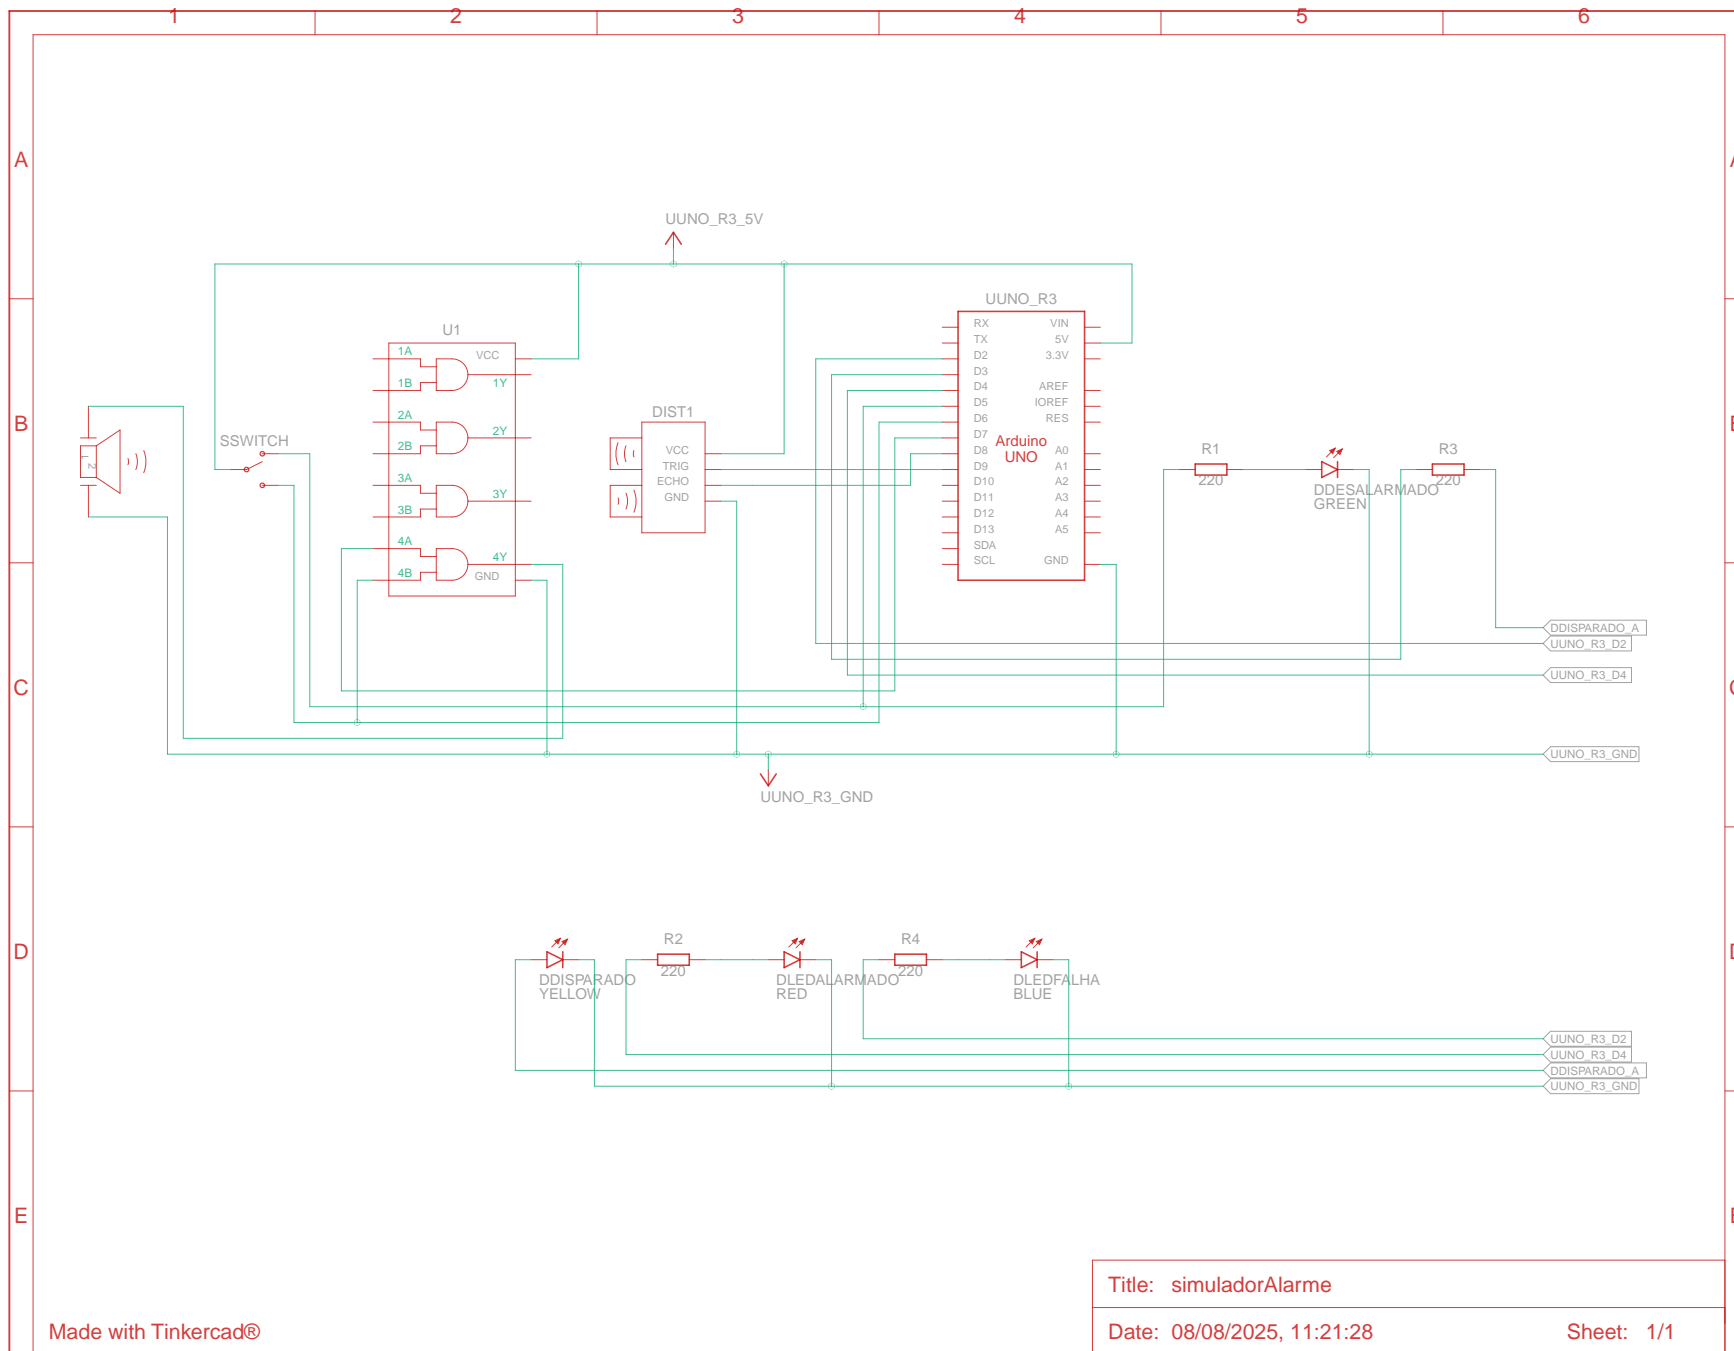 1 2 3 4 5 6
A
UUNO_R3_5V
UUNO_R3
U1
RX VIN
TX 5V
D2 3.3V
D3
D4 AREF
D5 IOREF
D6 RES
D7
D8 A0
D9 A1
D10 A2
D11 A3
D12 A4
D13 A5
SDA
SCL GND
Arduino
UNO
1A VCC
1B 1Y
2A
2B 2Y
3A
3B 3Y
4A
4B 4Y
GND
B
SSWITCH
1 2
DIST1
VCC
TRIG
ECHO
GND
R1
220
DDESALARMADO
GREEN
R3
220
DDISPARADO_A
UUNO_R3_D2
UUNO_R3_D4
C
UUNO_R3_GND
UUNO_R3_GND
D
DDISPARADO
YELLOW
R2
220
DLEDALARMADO
RED
R4
220
DLEDFALHA
BLUE
UUNO_R3_D2
UUNO_R3_D4
DDISPARADO_A
UUNO_R3_GND
E
Title: simuladorAlarme
Made with Tinkercad®
Date: 08/08/2025, 11:21:28 Sheet: 1/1